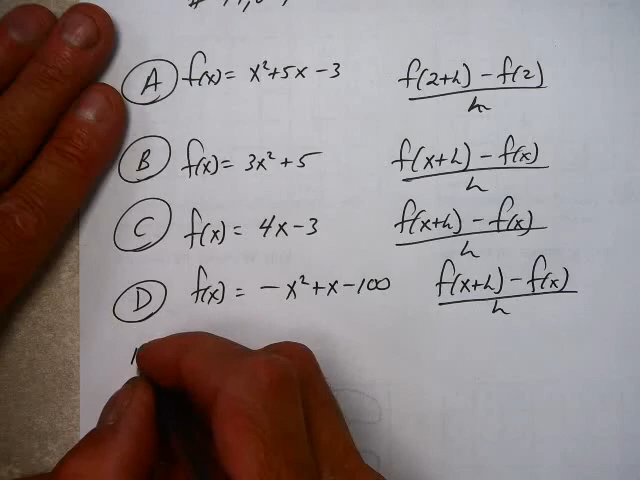 A f(x) = x²+5x-3 f(2+h) - f(2) / h
B f(x) = 3x²+5 f(x+h) - f(x) / h
C f(x) = 4x-3 f(x+h) - f(x) / h
D f(x) = -x²+x-100 f(x+h) - f(x) / h